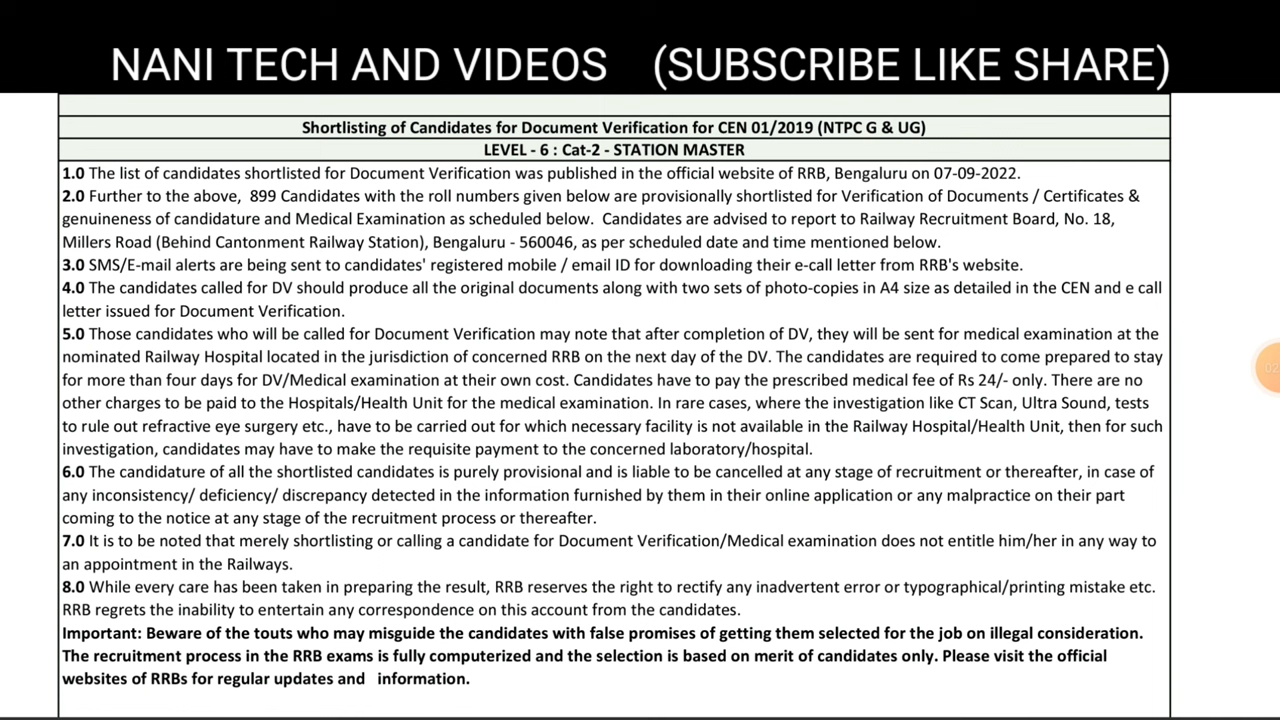 NANI TECH AND VIDEOS (SUBSCRIBE LIKE SHARE)
Shortlisting of Candidates for Document Verification for CEN 01/2019 (NTPC G & UG)
LEVEL - 6 : Cat-2 - STATION MASTER
1.0 The list of candidates shortlisted for Document Verification was published in the official website of RRB, Bengaluru on 07-09-2022.
2.0 Further to the above, 899 Candidates with the roll numbers given below are provisionally shortlisted for Verification of Documents / Certificates &
genuineness of candidature and Medical Examination as scheduled below. Candidates are advised to report to Railway Recruitment Board, No. 18,
Millers Road (Behind Cantonment Railway Station), Bengaluru - 560046, as per scheduled date and time mentioned below.
3.0 SMS/E-mail alerts are being sent to candidates' registered mobile / email ID for downloading their e-call letter from RRB's website.
4.0 The candidates called for DV should produce all the original documents along with two sets of photo-copies in A4 size as detailed in the CEN and e call
letter issued for Document Verification.
5.0 Those candidates who will be called for Document Verification may note that after completion of DV, they will be sent for medical examination at the
nominated Railway Hospital located in the jurisdiction of concerned RRB on the next day of the DV. The candidates are required to come prepared to stay
for more than four days for DV/Medical examination at their own cost. Candidates have to pay the prescribed medical fee of Rs 24/- only. There are no
other charges to be paid to the Hospitals/Health Unit for the medical examination. In rare cases, where the investigation like CT Scan, Ultra Sound, tests
to rule out refractive eye surgery etc., have to be carried out for which necessary facility is not available in the Railway Hospital/Health Unit, then for such
investigation, candidates may have to make the requisite payment to the concerned laboratory/hospital.
6.0 The candidature of all the shortlisted candidates is purely provisional and is liable to be cancelled at any stage of recruitment or thereafter, in case of
any inconsistency/ deficiency/ discrepancy detected in the information furnished by them in their online application or any malpractice on their part
coming to the notice at any stage of the recruitment process or thereafter.
7.0 It is to be noted that merely shortlisting or calling a candidate for Document Verification/Medical examination does not entitle him/her in any way to
an appointment in the Railways.
8.0 While every care has been taken in preparing the result, RRB reserves the right to rectify any inadvertent error or typographical/printing mistake etc.
RRB regrets the inability to entertain any correspondence on this account from the candidates.
Important: Beware of the touts who may misguide the candidates with false promises of getting them selected for the job on illegal consideration.
The recruitment process in the RRB exams is fully computerized and the selection is based on merit of candidates only. Please visit the official
websites of RRBs for regular updates and information.